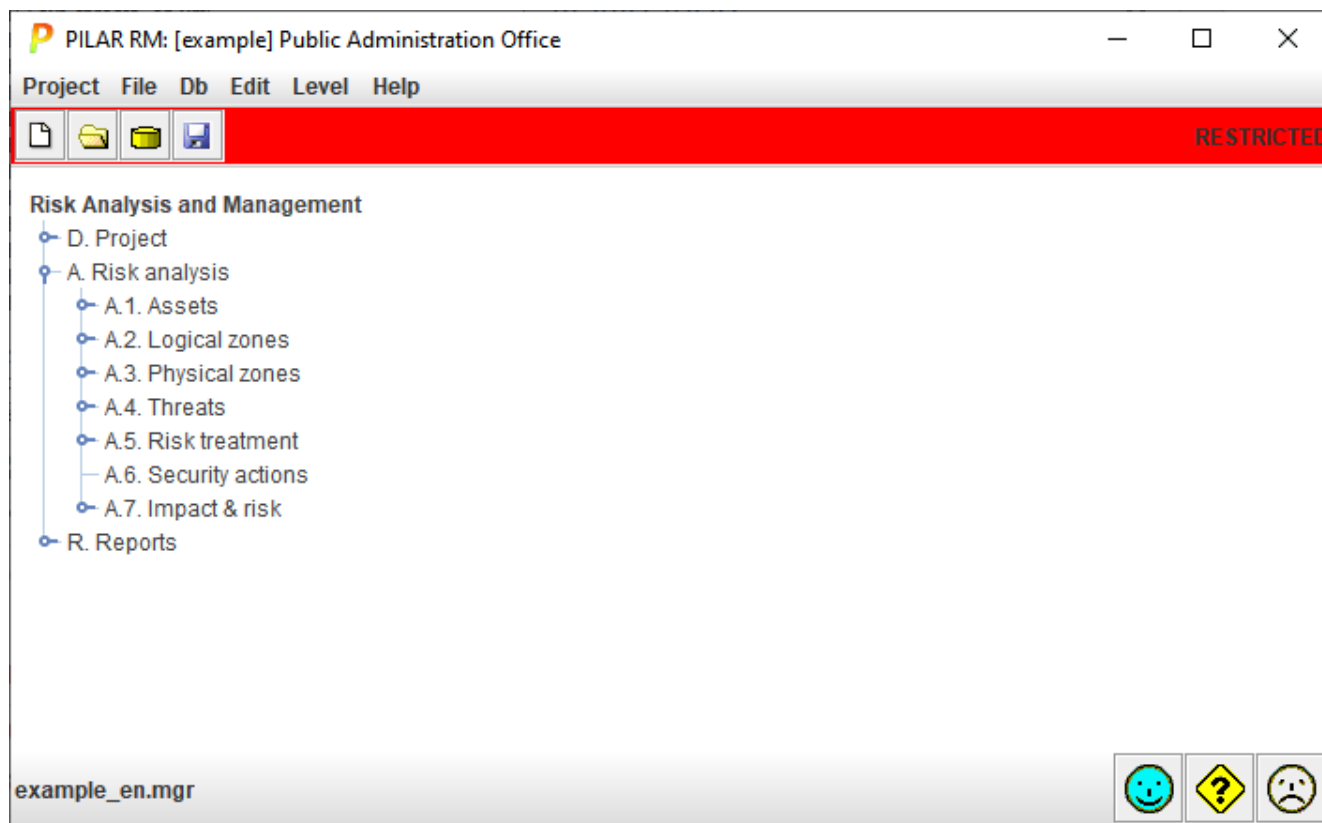 PILAR RM: [example] Public Administration Office
Project File Db Edit Level Help
RESTRICTED
Risk Analysis and Management
D. Project
A. Risk analysis
A.1. Assets
A.2. Logical zones
A.3. Physical zones
A.4. Threats
A.5. Risk treatment
A.6. Security actions
A.7. Impact & risk
R. Reports
example_en.mgr
?